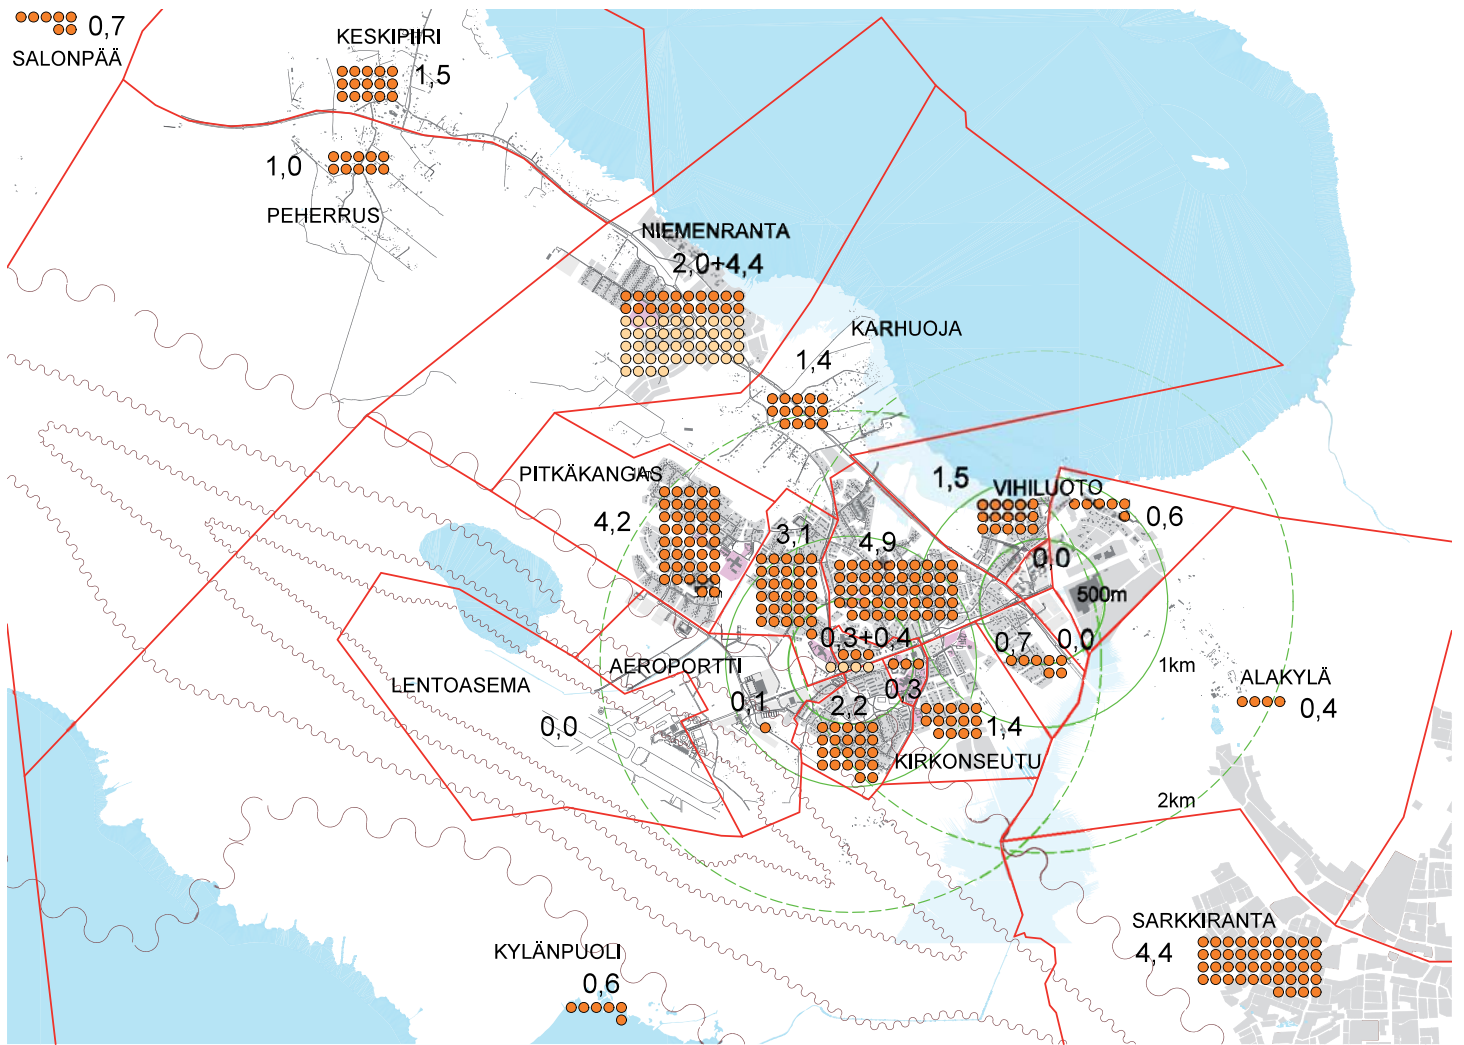 0,7
SALONPÄÄ
KESKIPIIRI
1,5
1,0
PEHERRUS
NIEMENRANTA
2,0+4,4
KARHUOJA
1,4
PITKÄKANGAS
4,2
3,1
4,9
1,5
VIHILUOTO
0,6
0,0
500m
0,3+0,4
0,7
0,0
1km
AEROPORTTI
LENTOASEMA
0,0
0,1
2,2
0,3
1,4
KIRKONSEUTU
ALAKYLÄ
0,4
2km
SARKKIRANTA
4,4
KYLÄNPUOLI
0,6